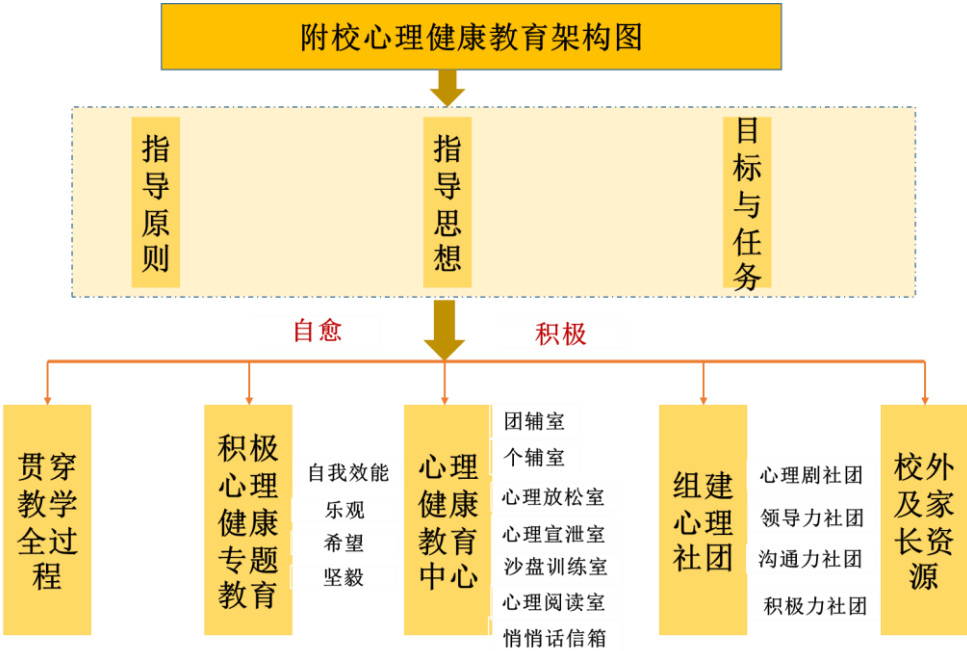 附校心理健康教育架构图
指导原则
指导思想
目标与任务
自愈
积极
贯穿
教学
全过
程
积极
心理
健康
专题
教育
自我效能
乐观
希望
坚毅
心理
健康
教育
中心
团辅室
个辅室
心理放松室
心理宣泄室
沙盘训练室
心理阅读室
悄悄话信箱
组建
心理
社团
心理剧社团
领导力社团
沟通力社团
积极力社团
校外
及家
长资
源